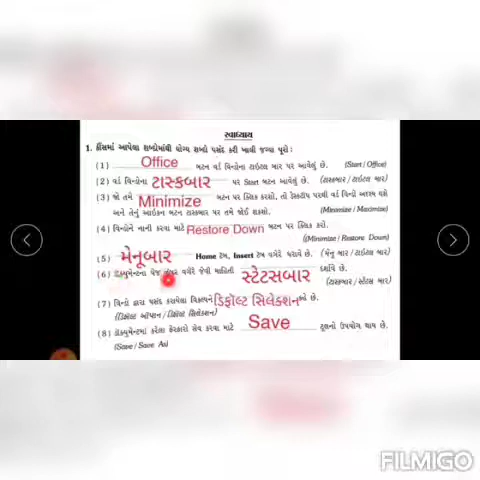 સ્વાધ્યાય
1. કૌંસમાં આપેલા શબ્દોમાંથી યોગ્ય શબ્દો પસંદ કરી ખાલી જગ્યા પૂરો :
(1) Office બટન વર્ડ વિન્ડોના ટાઇટલ બાર પર આવેલું છે. (Start / Office)
(2) વર્ડ વિન્ડોના ટાસ્કબાર પર Start બટન આવેલું છે. (ટાસ્કબાર / ટાઇટલ બાર)
(3) જો તમે Minimize બટન પર ક્લિક કરશો, તો ડેસ્કટૉપ પરથી વર્ડ વિન્ડો અદૃશ્ય થશે
અને તેનું આઇકન બટન ટાસ્કબાર પર તમે જોઈ શકશો. (Minimize / Maximize)
(4) વિન્ડોને નાની કરવા માટે Restore Down બટન પર ક્લિક કરો.
(Minimize / Restore Down)
(5) મેનૂબાર Home ટૅબ, Insert ટૅબ વગેરે ધરાવે છે. (મેનુ બાર / ટાઇટલ બાર)
(6) ડૉક્યુમેન્ટના પેજ નંબર વગેરે જેવી માહિતી સ્ટેટસબાર દર્શાવે છે. (ટાસ્કબાર / સ્ટેટસ બાર)
(7) વિન્ડો દ્વારા પસંદ કરાયેલા વિકલ્પને ડિફોલ્ટ સિલેક્શન કહે છે.
(ડિફૉલ્ટ ઑપ્શન / ડિફૉલ્ટ સિલેક્શન)
(8) ડૉક્યુમેન્ટમાં કરેલા ફેરફારો સેવ કરવા માટે Save ટૂલનો ઉપયોગ થાય છે.
(Save / Save As)
FILMIGO